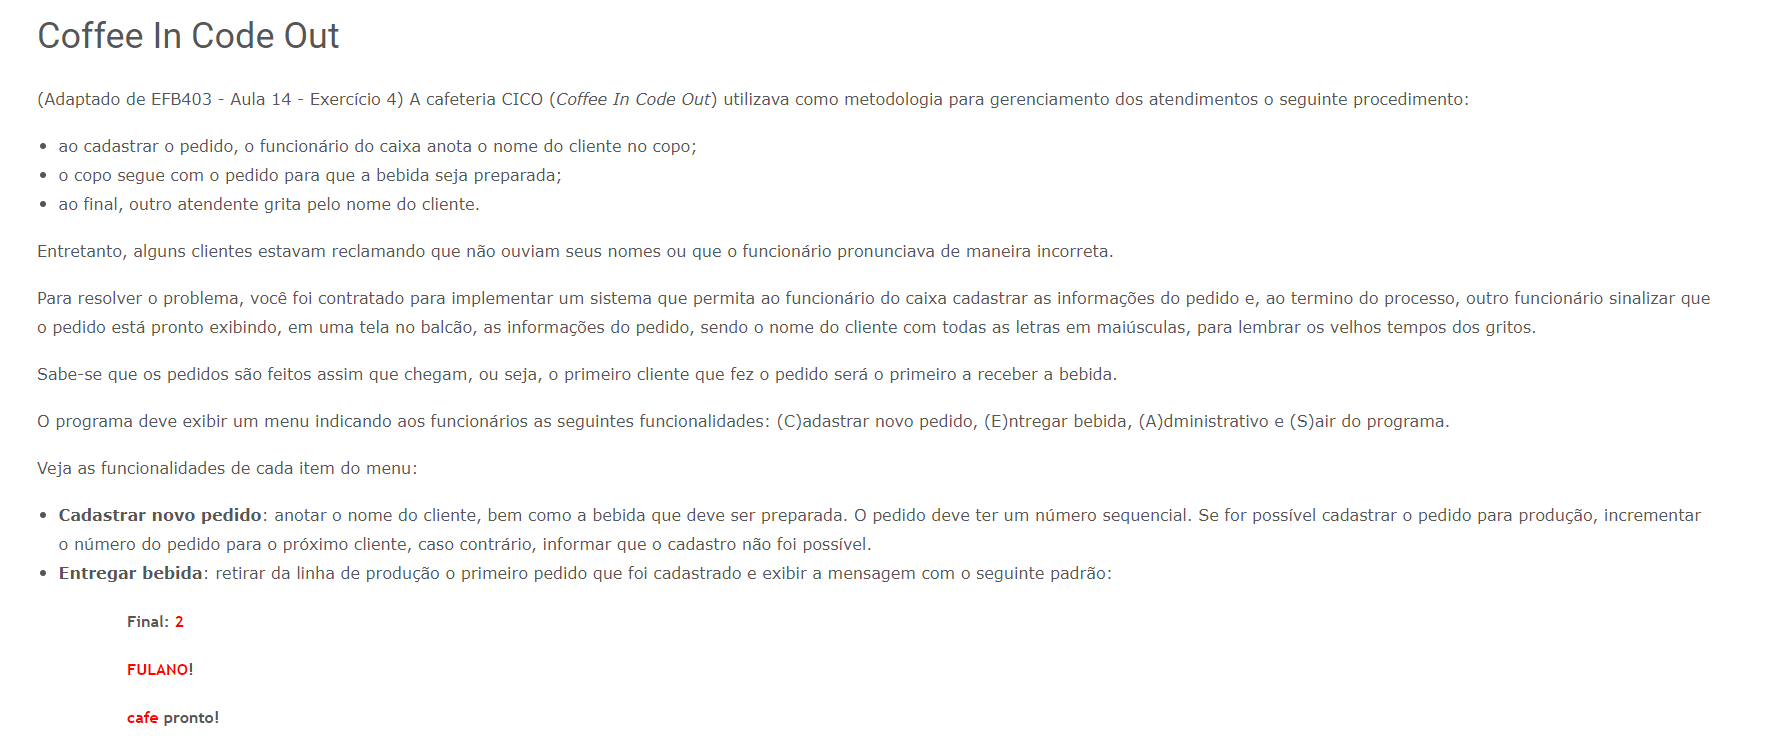 Coffee In Code Out
(Adaptado de EFB403 - Aula 14 - Exercício 4) A cafeteria CICO (Coffee In Code Out) utilizava como metodologia para gerenciamento dos atendimentos o seguinte procedimento:
• ao cadastrar o pedido, o funcionário do caixa anota o nome do cliente no copo;
• o copo segue com o pedido para que a bebida seja preparada;
• ao final, outro atendente grita pelo nome do cliente.
Entretanto, alguns clientes estavam reclamando que não ouviam seus nomes ou que o funcionário pronunciava de maneira incorreta.
Para resolver o problema, você foi contratado para implementar um sistema que permita ao funcionário do caixa cadastrar as informações do pedido e, ao termino do processo, outro funcionário sinalizar que
o pedido está pronto exibindo, em uma tela no balcão, as informações do pedido, sendo o nome do cliente com todas as letras em maiúsculas, para lembrar os velhos tempos dos gritos.
Sabe-se que os pedidos são feitos assim que chegam, ou seja, o primeiro cliente que fez o pedido será o primeiro a receber a bebida.
O programa deve exibir um menu indicando aos funcionários as seguintes funcionalidades: (C)adastrar novo pedido, (E)ntregar bebida, (A)dministrativo e (S)air do programa.
Veja as funcionalidades de cada item do menu:
• Cadastrar novo pedido: anotar o nome do cliente, bem como a bebida que deve ser preparada. O pedido deve ter um número sequencial. Se for possível cadastrar o pedido para produção, incrementar
o número do pedido para o próximo cliente, caso contrário, informar que o cadastro não foi possível.
• Entregar bebida: retirar da linha de produção o primeiro pedido que foi cadastrado e exibir a mensagem com o seguinte padrão:
Final: 2
FULANO!
cafe pronto!